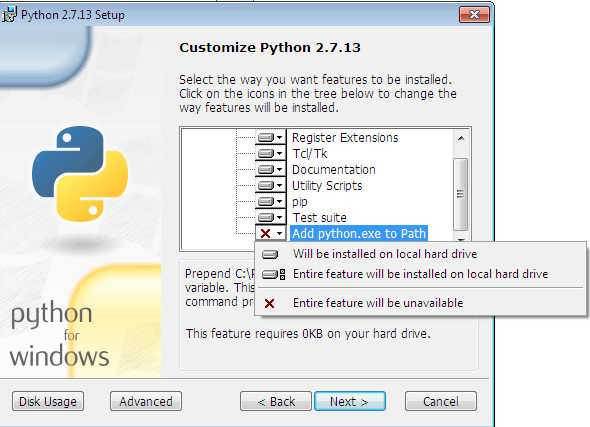 Python 2.7.13 Setup
Customize Python 2.7.13
Select the way you want features to be installed.
Click on the icons in the tree below to change the
way features will be installed.
Register Extensions
Tcl/Tk
Documentation
Utility Scripts
pip
Test suite
Add python.exe to Path
Will be installed on local hard drive
Entire feature will be installed on local hard drive
Entire feature will be unavailable
Prepend
variable. This
command
This feature requires 0KB on your hard drive.
python
for
windows
Disk Usage
Advanced
< Back
Next >
Cancel